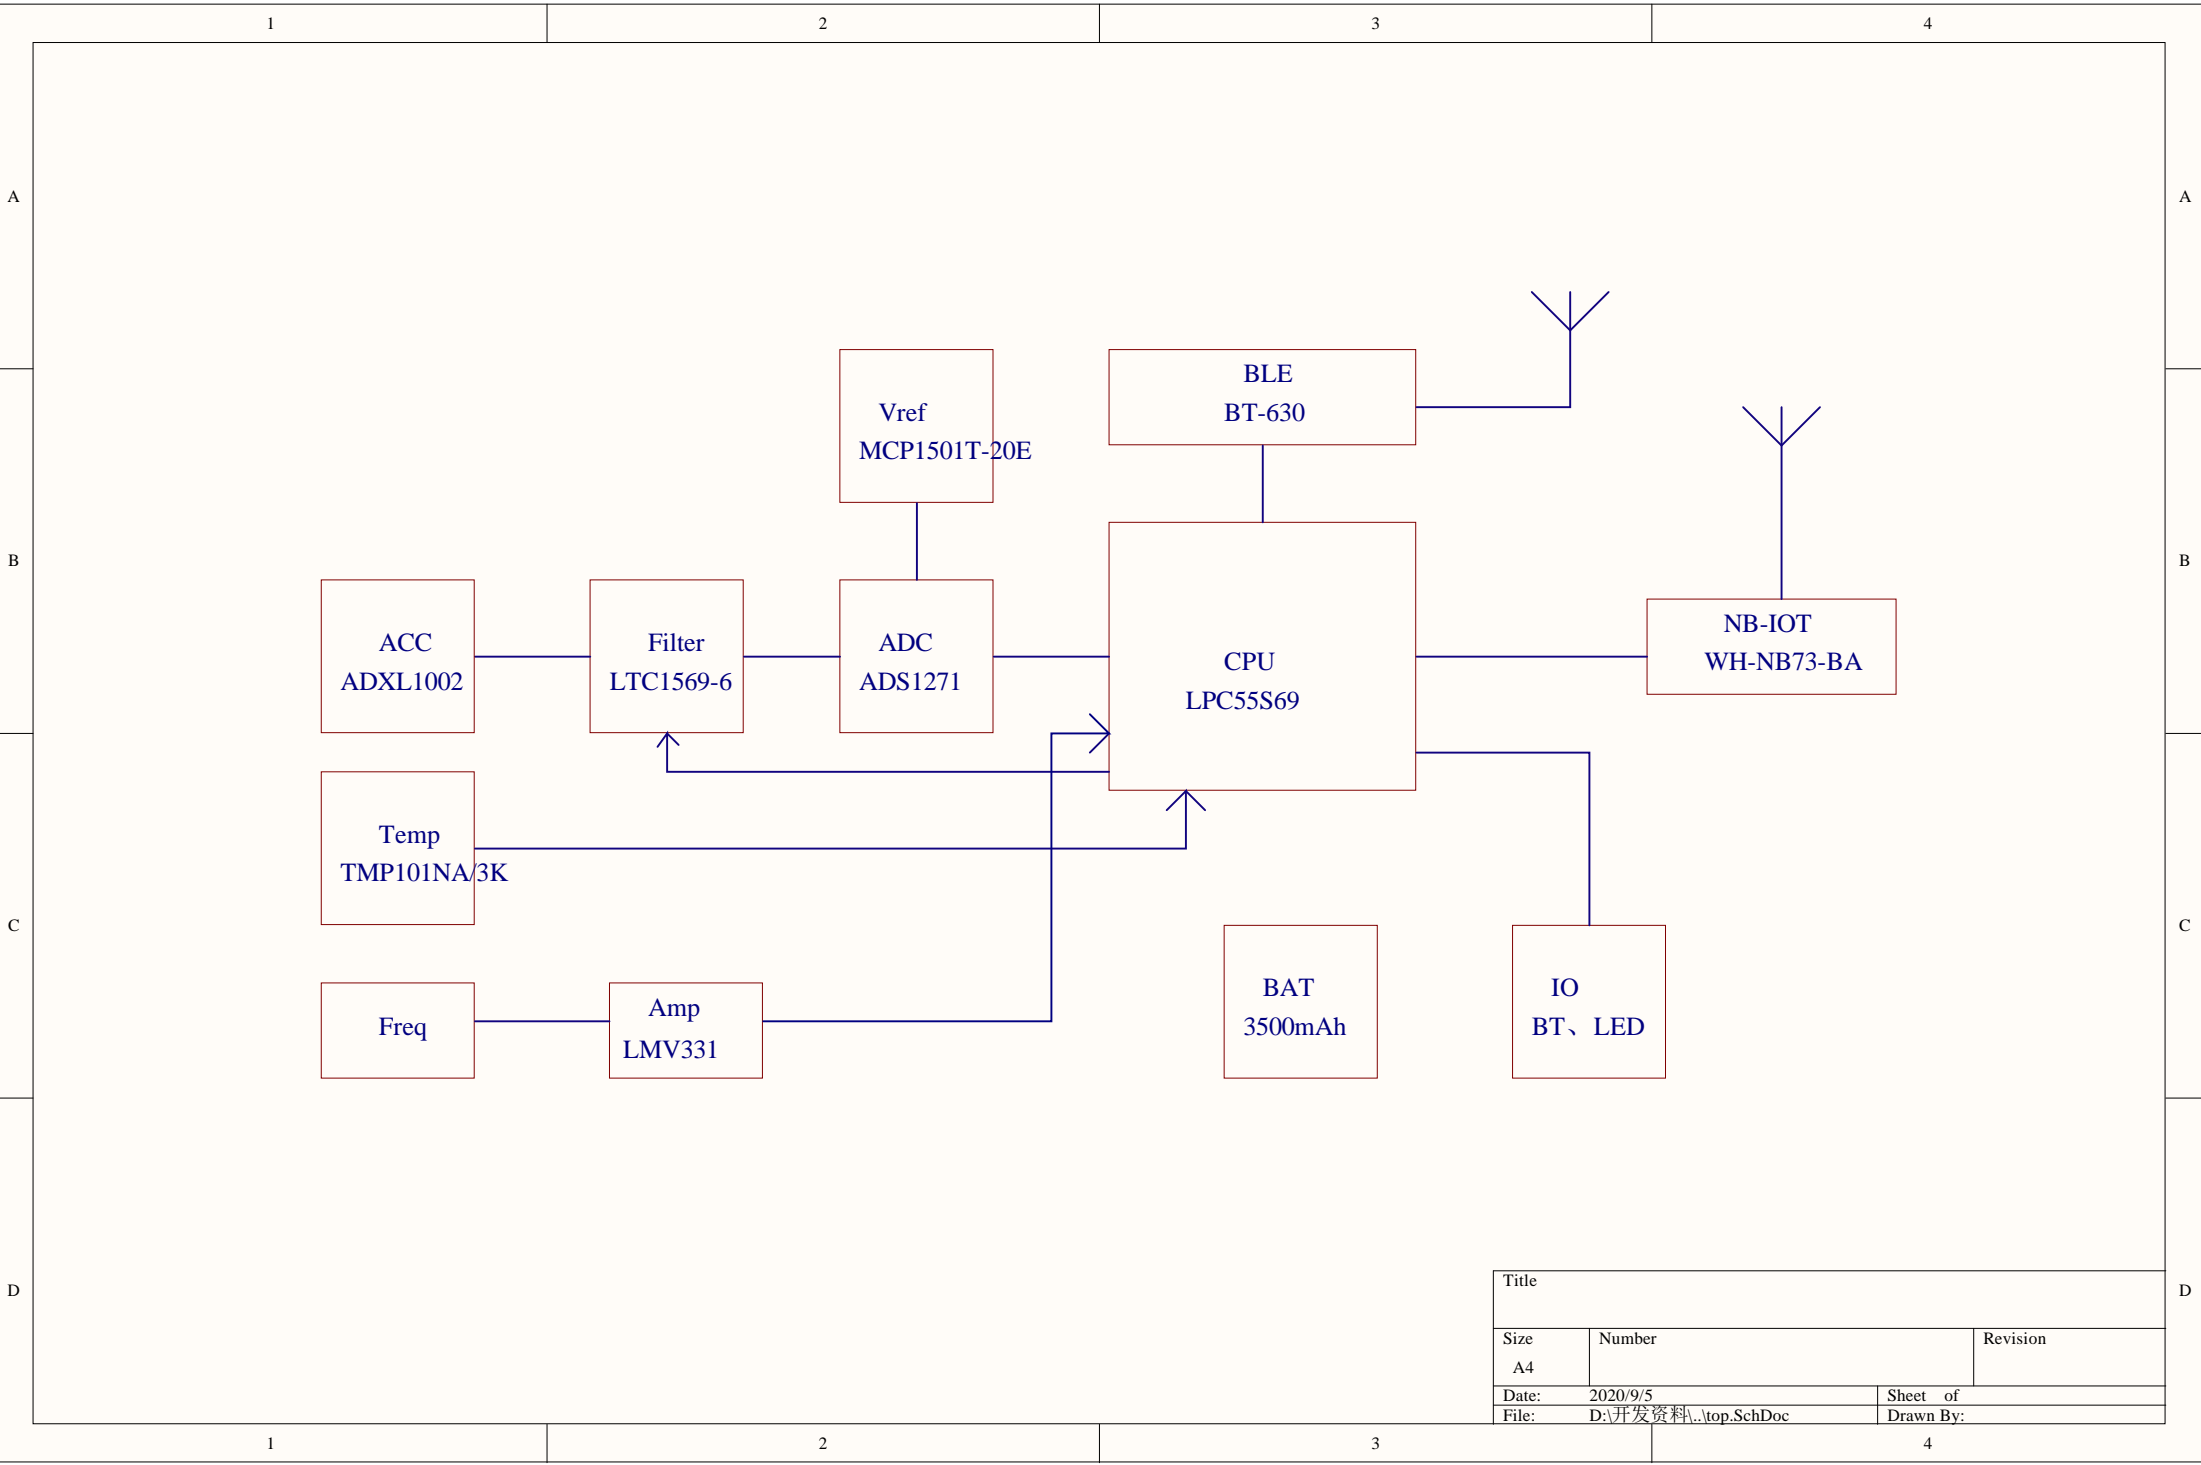 1 2 3 4
A A
BLE
Vref BT-630
MCP1501T-20E
B B
NB-IOT
ACC Filter ADC
WH-NB73-BA
CPU
ADXL1002 LTC1569-6 ADS1271
LPC55S69
Temp
TMP101NA/3K
C C
BAT IO
Amp
Freq 3500mAh BT、LED
LMV331
Title
D D
Size Number Revision
A4
Date: 2020/9/5 Sheet of
File: D:\开发资料\..\top.SchDoc Drawn By:
1 2 3 4